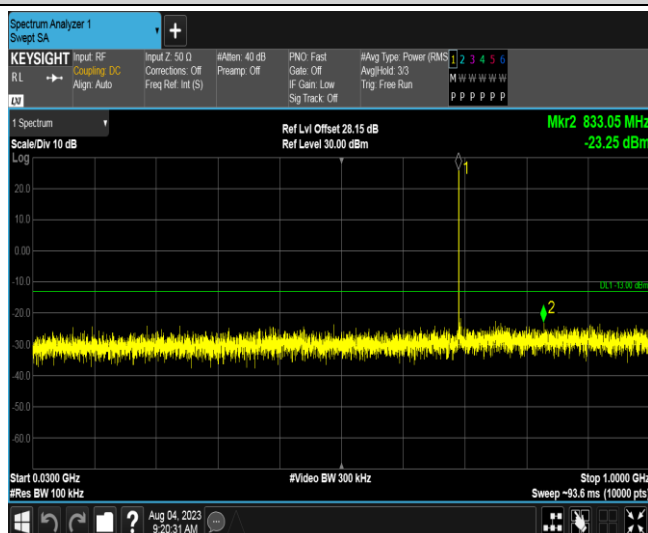 Spectrum Analyzer 1
Swept SA
+
KEYSIGHT
RL
LXI
Input: RF
Coupling: DC
Align: Auto
Input Z: 50 Ω
Corrections: Off
Freq Ref: Int (S)
#Atten: 40 dB
Preamp: Off
PNO: Fast
Gate: Off
IF Gain: Low
Sig Track: Off
#Avg Type: Power (RMS
Avg|Hold: 3/3
Trig: Free Run
1 2 3 4 5 6
M W W W W W
P P P P P P
1 Spectrum
Scale/Div 10 dB
Ref Lvl Offset 28.15 dB
Ref Level 30.00 dBm
Mkr2 833.05 MHz
-23.25 dBm
Log
1
20.0
10.0
0.00
-10.0
DL1 -13.00 dBm
2
-20.0
-30.0
-40.0
-50.0
-60.0
Start 0.0300 GHz
#Video BW 300 kHz
Stop 1.0000 GHz
#Res BW 100 kHz
Sweep ~93.6 ms (10000 pts)
?
Aug 04, 2023
9:20:31 AM